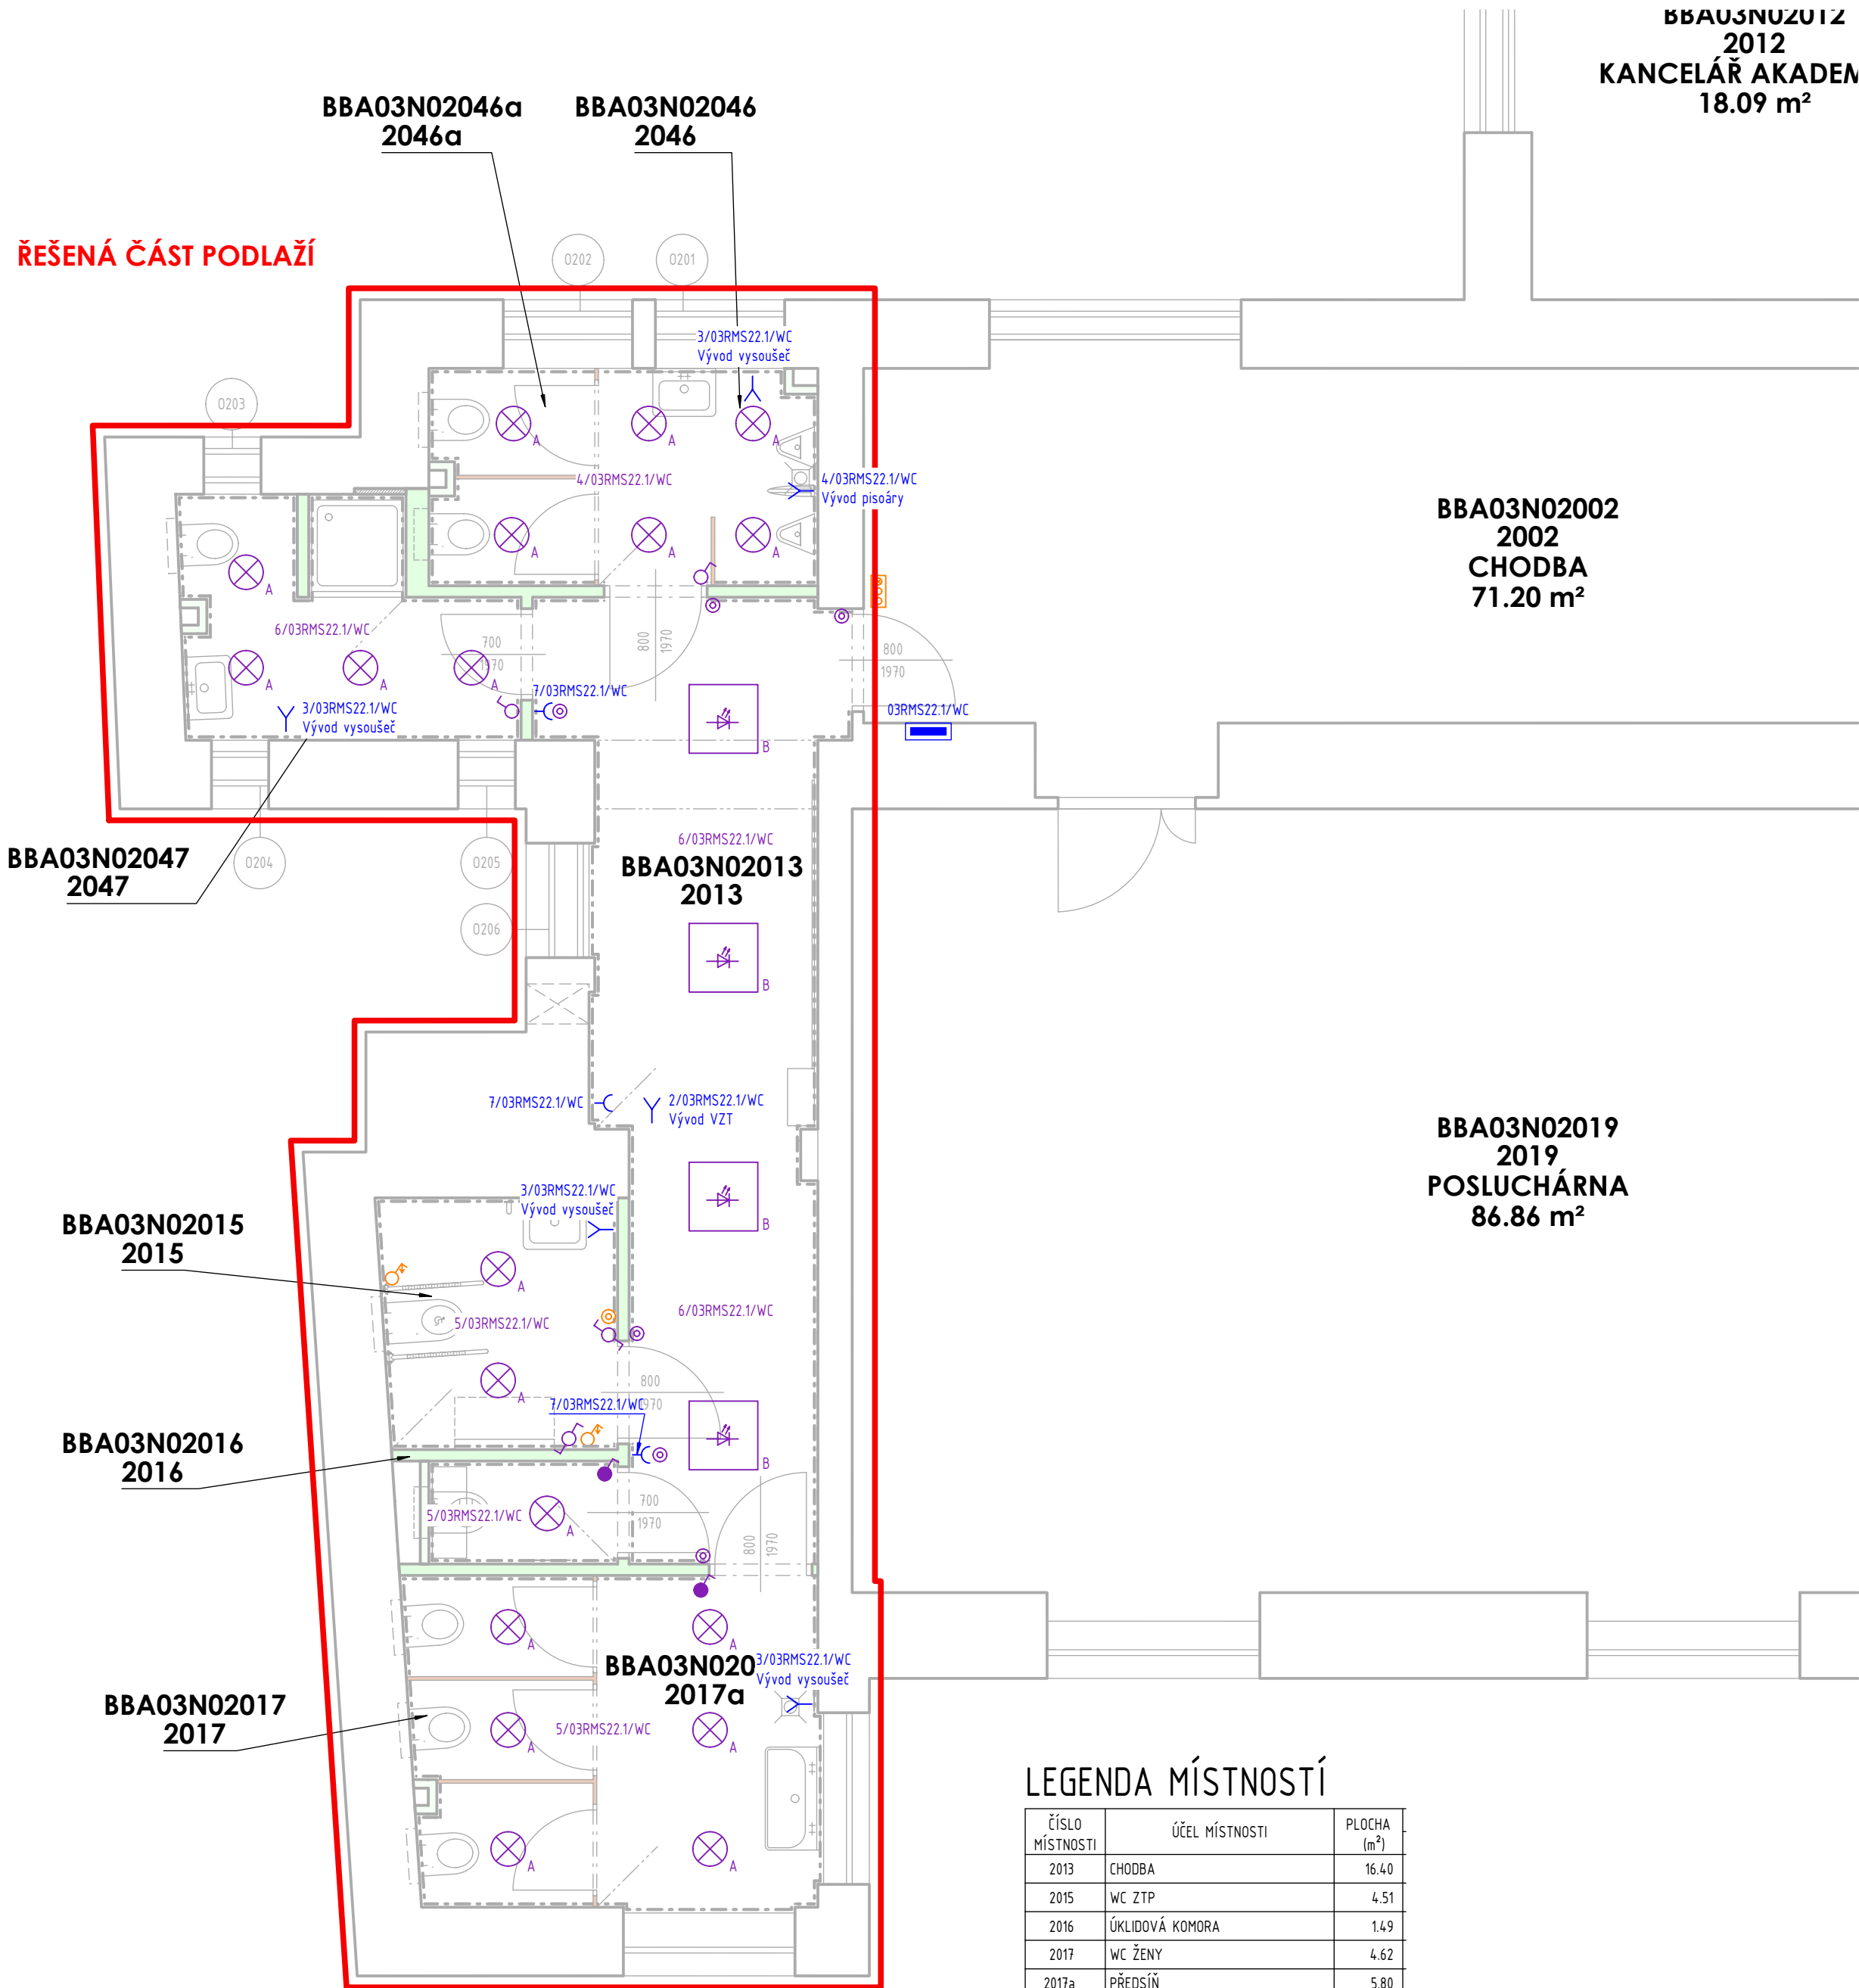 BBA03N02012
2012
KANCELÁŘ AKADEM
18.09 m²
BBA03N02046a
2046a
BBA03N02046
2046
ŘEŠENÁ ČÁST PODLAŽÍ
O202
O201
O203
3/03RMS22.1/WC
Vývod vysoušeč
A
A
A
4/03RMS22.1/WC
4/03RMS22.1/WC
Vývod pisoáry
A
A
A
BBA03N02002
2002
CHODBA
71.20 m²
A
6/03RMS22.1/WC
700
1970
800
1970
800
1970
A
A
A
7/03RMS22.1/WC
3/03RMS22.1/WC
Vývod vysoušeč
03RMS22.1/WC
B
6/03RMS22.1/WC
BBA03N02013
2013
BBA03N02047
2047
O204
O205
O206
B
7/03RMS22.1/WC
2/03RMS22.1/WC
Vývod VZT
BBA03N02019
2019
POSLUCHÁRNA
86.86 m²
3/03RMS22.1/WC
Vývod vysoušeč
B
BBA03N02015
2015
A
5/03RMS22.1/WC
6/03RMS22.1/WC
A
800
1970
7/03RMS22.1/WC
B
BBA03N02016
2016
5/03RMS22.1/WC
A
700
1970
800
1970
A
A
BBA03N020
2017a
3/03RMS22.1/WC
Vývod vysoušeč
BBA03N02017
2017
5/03RMS22.1/WC
A
A
A
A
LEGENDA MÍSTNOSTÍ
ČÍSLO MÍSTNOSTI ÚČEL MÍSTNOSTI PLOCHA (m²)
2013 CHODBA 16.40
2015 WC ZTP 4.51
2016 ÚKLIDOVÁ KOMORA 1.49
2017 WC ŽENY 4.62
2017a PŘEDSÍŇ 5.80